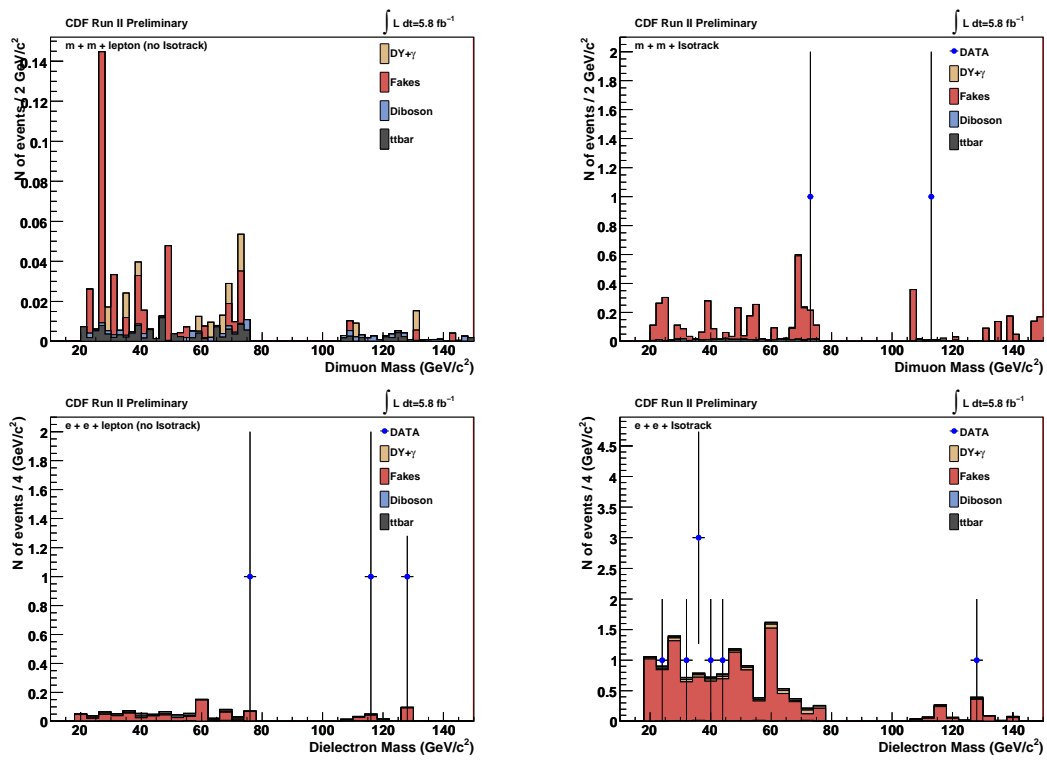 CDF Run II Preliminary
∫ L dt=5.8 fb⁻¹
m + m + lepton (no Isotrack)
DY+γ
Fakes
Diboson
ttbar
N of events / 2 GeV/c²
0.14
0.12
0.1
0.08
0.06
0.04
0.02
0
20 40 60 80 100 120 140
Dimuon Mass (GeV/c²)
CDF Run II Preliminary
∫ L dt=5.8 fb⁻¹
m + m + Isotrack
DATA
DY+γ
Fakes
Diboson
ttbar
N of events / 2 GeV/c²
2
1.8
1.6
1.4
1.2
1
0.8
0.6
0.4
0.2
0
20 40 60 80 100 120 140
Dimuon Mass (GeV/c²)
CDF Run II Preliminary
∫ L dt=5.8 fb⁻¹
e + e + lepton (no Isotrack)
DATA
DY+γ
Fakes
Diboson
ttbar
N of events / 4 (GeV/c²)
2
1.8
1.6
1.4
1.2
1
0.8
0.6
0.4
0.2
0
20 40 60 80 100 120 140
Dielectron Mass (GeV/c²)
CDF Run II Preliminary
∫ L dt=5.8 fb⁻¹
e + e + Isotrack
DATA
DY+γ
Fakes
Diboson
ttbar
N of events / 4 (GeV/c²)
4.5
4
3.5
3
2.5
2
1.5
1
0.5
0
20 40 60 80 100 120 140
Dielectron Mass (GeV/c²)